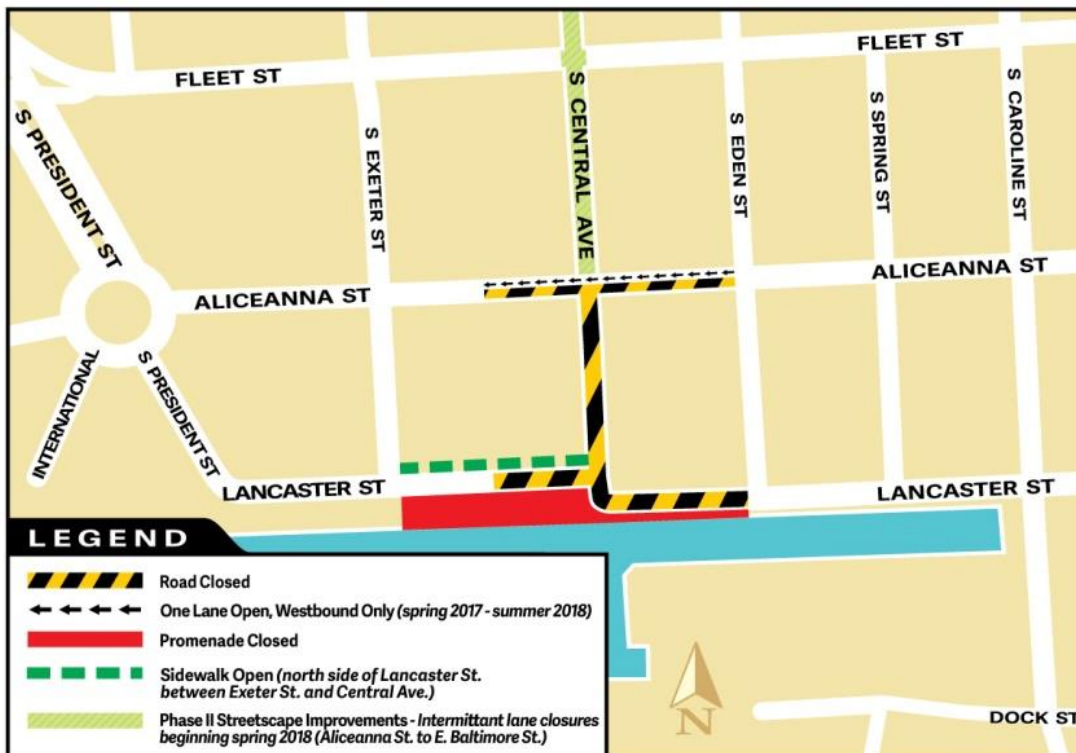 FLEET ST
FLEET ST
S PRESIDENT ST
S EXETER ST
S CENTRAL AVE
S EDEN ST
S SPRING ST
S CAROLINE ST
ALICEANNA ST
ALICEANNA ST
INTERNATIONAL
S PRESIDENT ST
LANCASTER ST
LANCASTER ST
LEGEND
Road Closed
One Lane Open, Westbound Only (spring 2017 - summer 2018)
Promenade Closed
Sidewalk Open (north side of Lancaster St.
between Exeter St. and Central Ave.)
Phase II Streetscape Improvements - Intermittant lane closures
beginning spring 2018 (Aliceanna St. to E. Baltimore St.)
N
DOCK ST